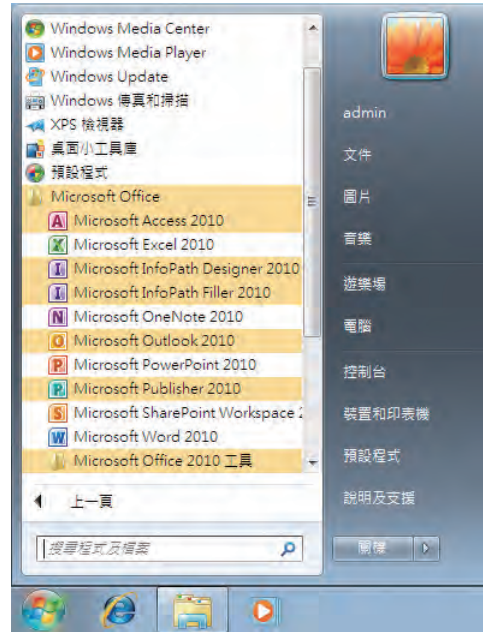 Windows Media Center
Windows Media Player
Windows Update
Windows 傳真和掃描
XPS 檢視器
桌面小工具庫
預設程式
Microsoft Office
Microsoft Access 2010
Microsoft Excel 2010
Microsoft InfoPath Designer 2010
Microsoft InfoPath Filler 2010
Microsoft OneNote 2010
Microsoft Outlook 2010
Microsoft PowerPoint 2010
Microsoft Publisher 2010
Microsoft SharePoint Workspace 2
Microsoft Word 2010
Microsoft Office 2010 工具
上一頁
搜尋程式及檔案
admin
文件
圖片
音樂
遊樂場
電腦
控制台
裝置和印表機
預設程式
說明及支援
關機